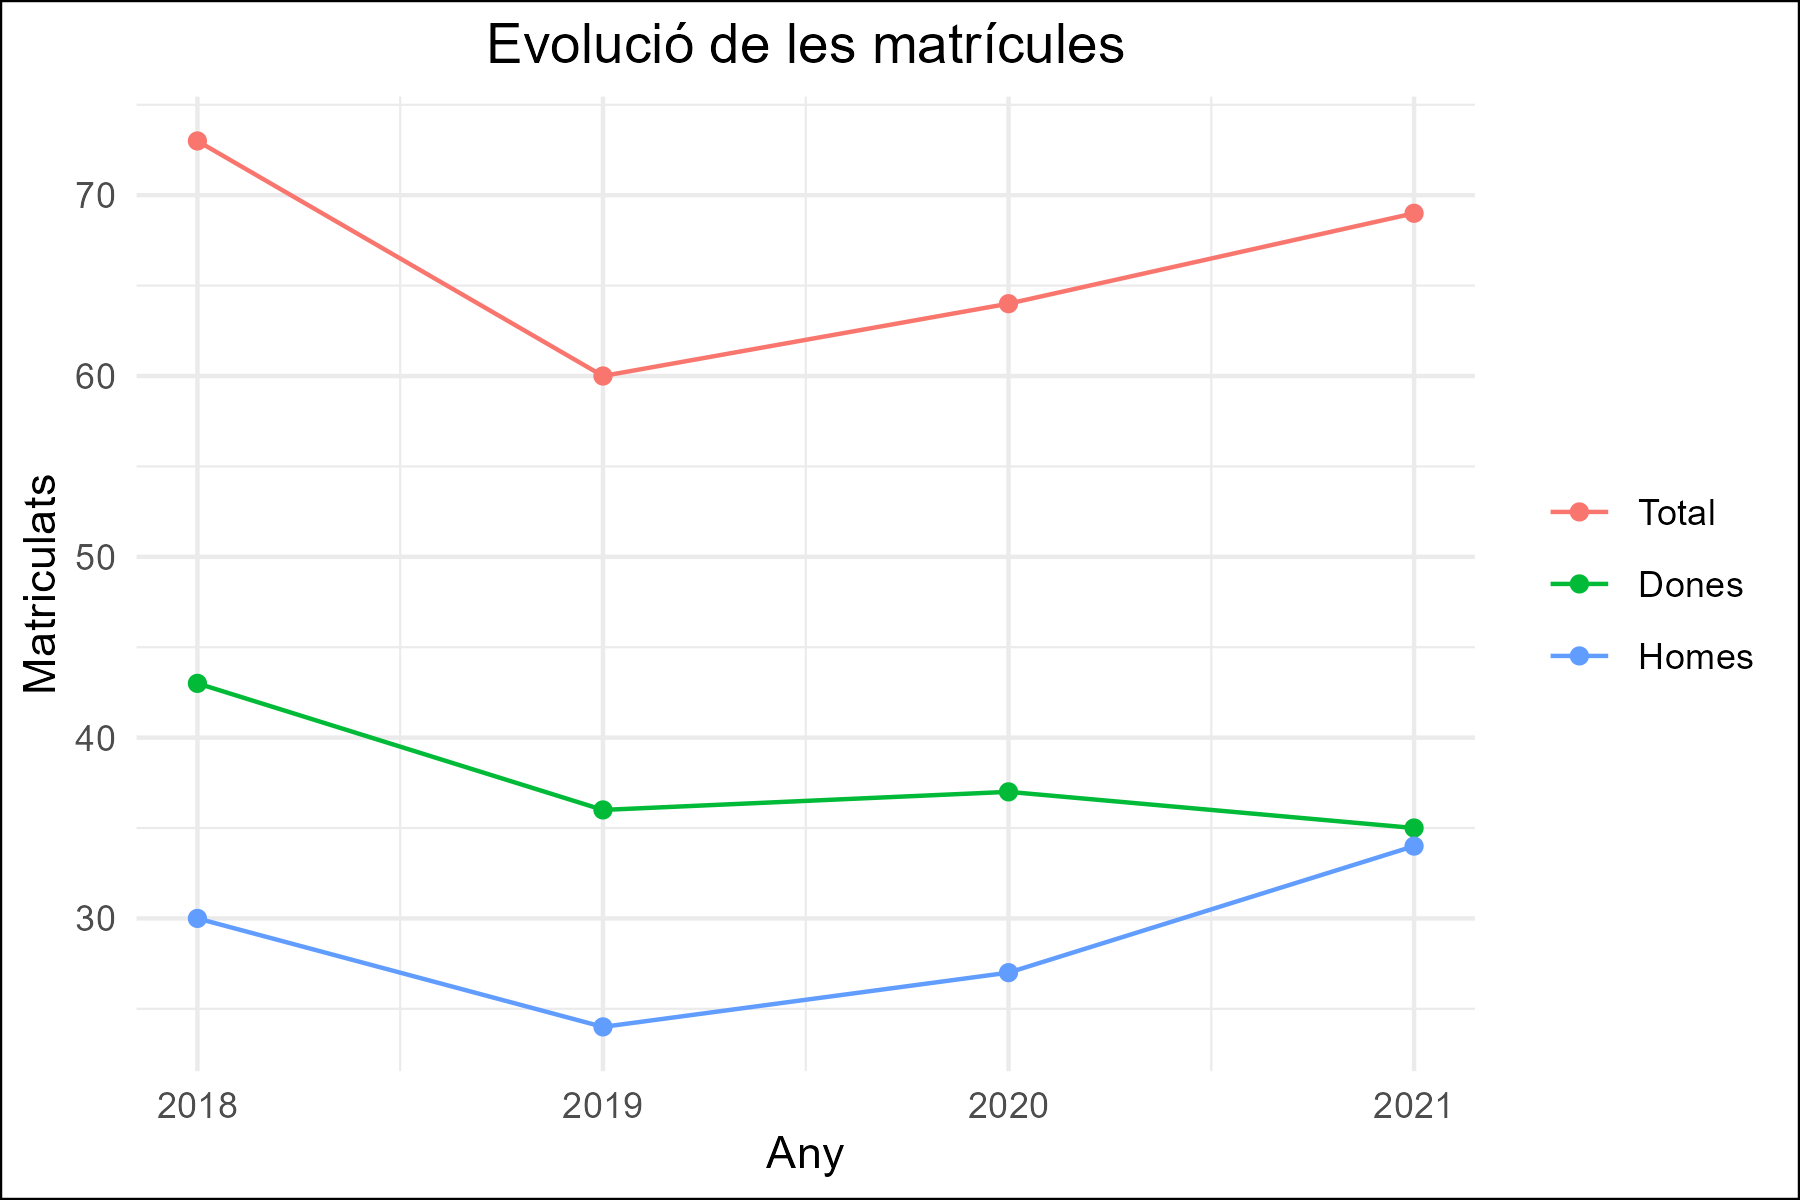 Evolució de les matrícules
70
60
50
40
30
Matriculats
2018
2019
2020
2021
Any
Total
Dones
Homes